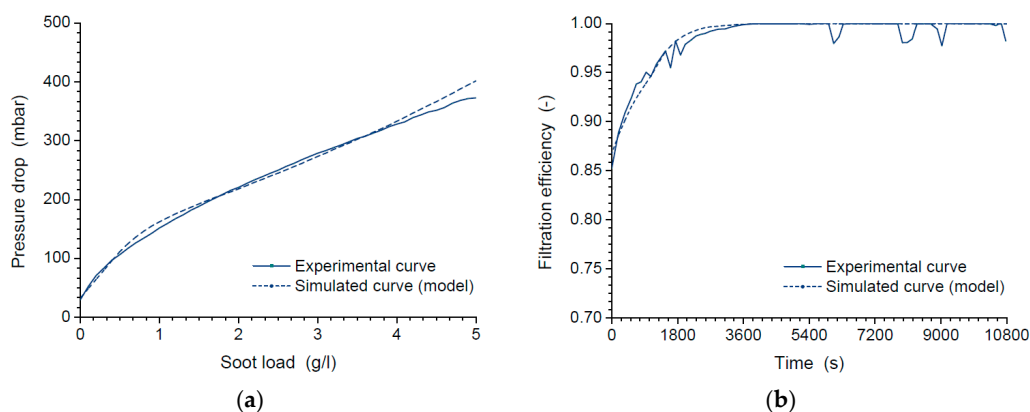 500
400
300
200
100
0
Pressure drop (mbar)
Experimental curve
Simulated curve (model)
0 1 2 3 4 5
Soot load (g/l)
(a)
1.00
0.95
0.90
0.85
0.80
0.75
0.70
Filtration efficiency (-)
Experimental curve
Simulated curve (model)
0 1800 3600 5400 7200 9000 10800
Time (s)
(b)